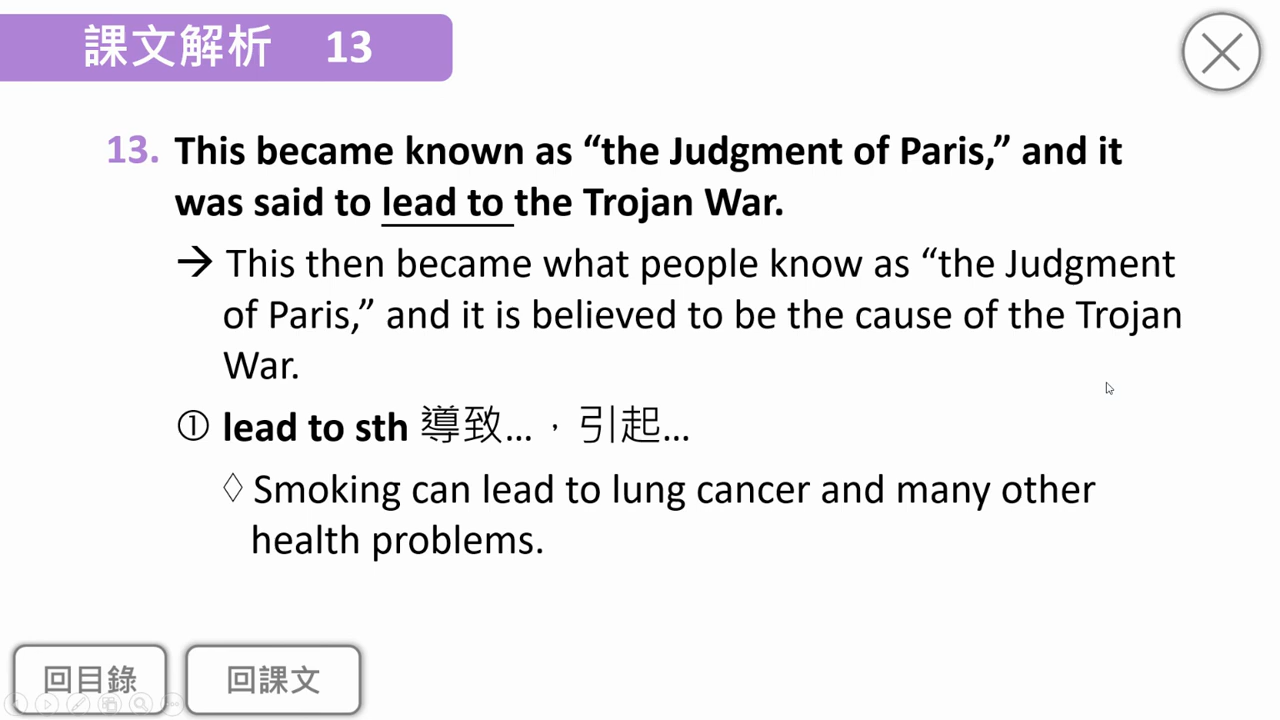 課文解析 13
13. This became known as “the Judgment of Paris,” and it
was said to lead to the Trojan War.
→ This then became what people know as “the Judgment
of Paris,” and it is believed to be the cause of the Trojan
War.
① lead to sth 導致…，引起…
◊ Smoking can lead to lung cancer and many other
health problems.
回目錄 回課文